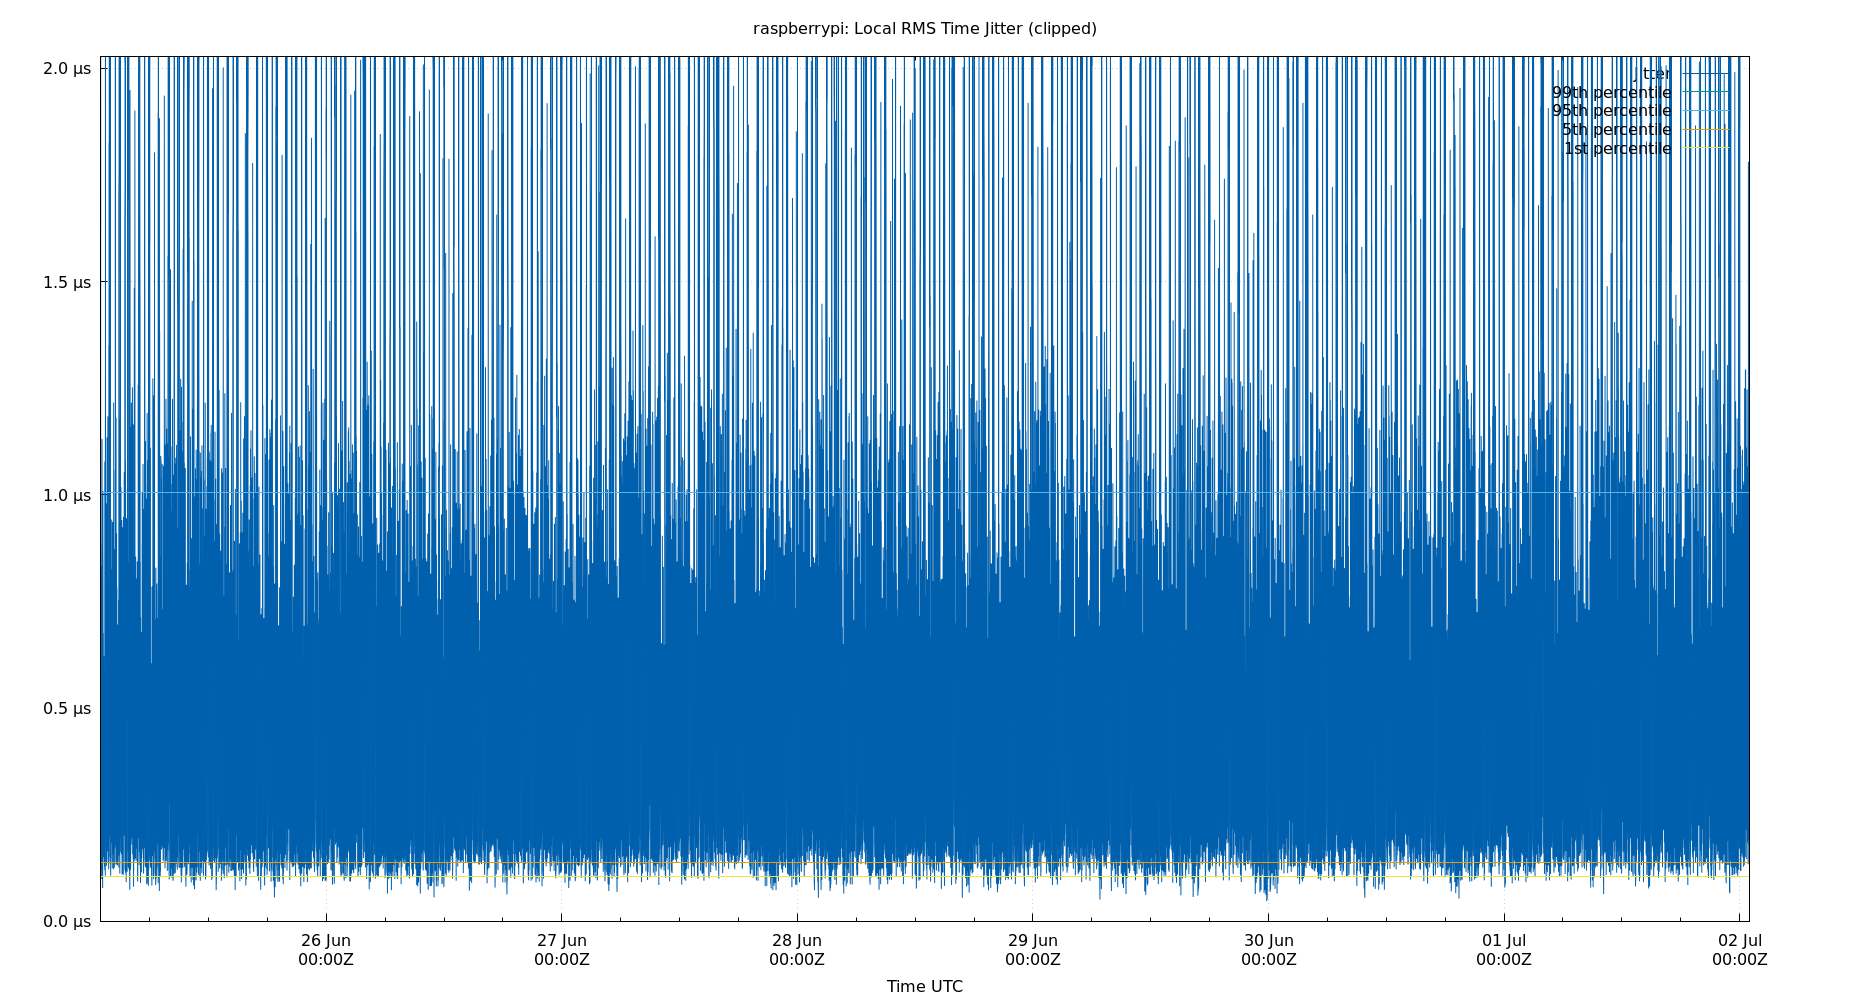 raspberrypi: Local RMS Time Jitter (clipped)
2.0 μs
1.5 μs
1.0 μs
0.5 μs
0.0 μs
jitter
99th percentile
95th percentile
5th percentile
1st percentile
26 Jun
00:00Z
27 Jun
00:00Z
28 Jun
00:00Z
29 Jun
00:00Z
30 Jun
00:00Z
01 Jul
00:00Z
02 Jul
00:00Z
Time UTC